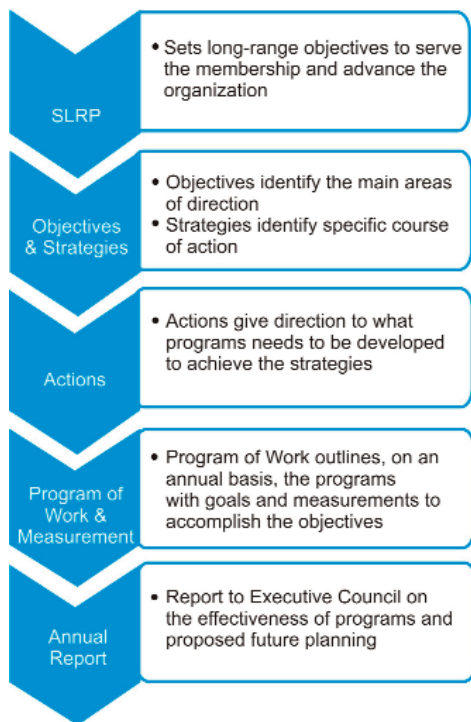 SLRP
• Sets long-range objectives to serve
the membership and advance the
organization
Objectives
& Strategies
• Objectives identify the main areas
of direction
• Strategies identify specific course
of action
Actions
• Actions give direction to what
programs needs to be developed
to achieve the strategies
Program of
Work &
Measurement
• Program of Work outlines, on an
annual basis, the programs
with goals and measurements to
accomplish the objectives
Annual
Report
• Report to Executive Council on
the effectiveness of programs and
proposed future planning